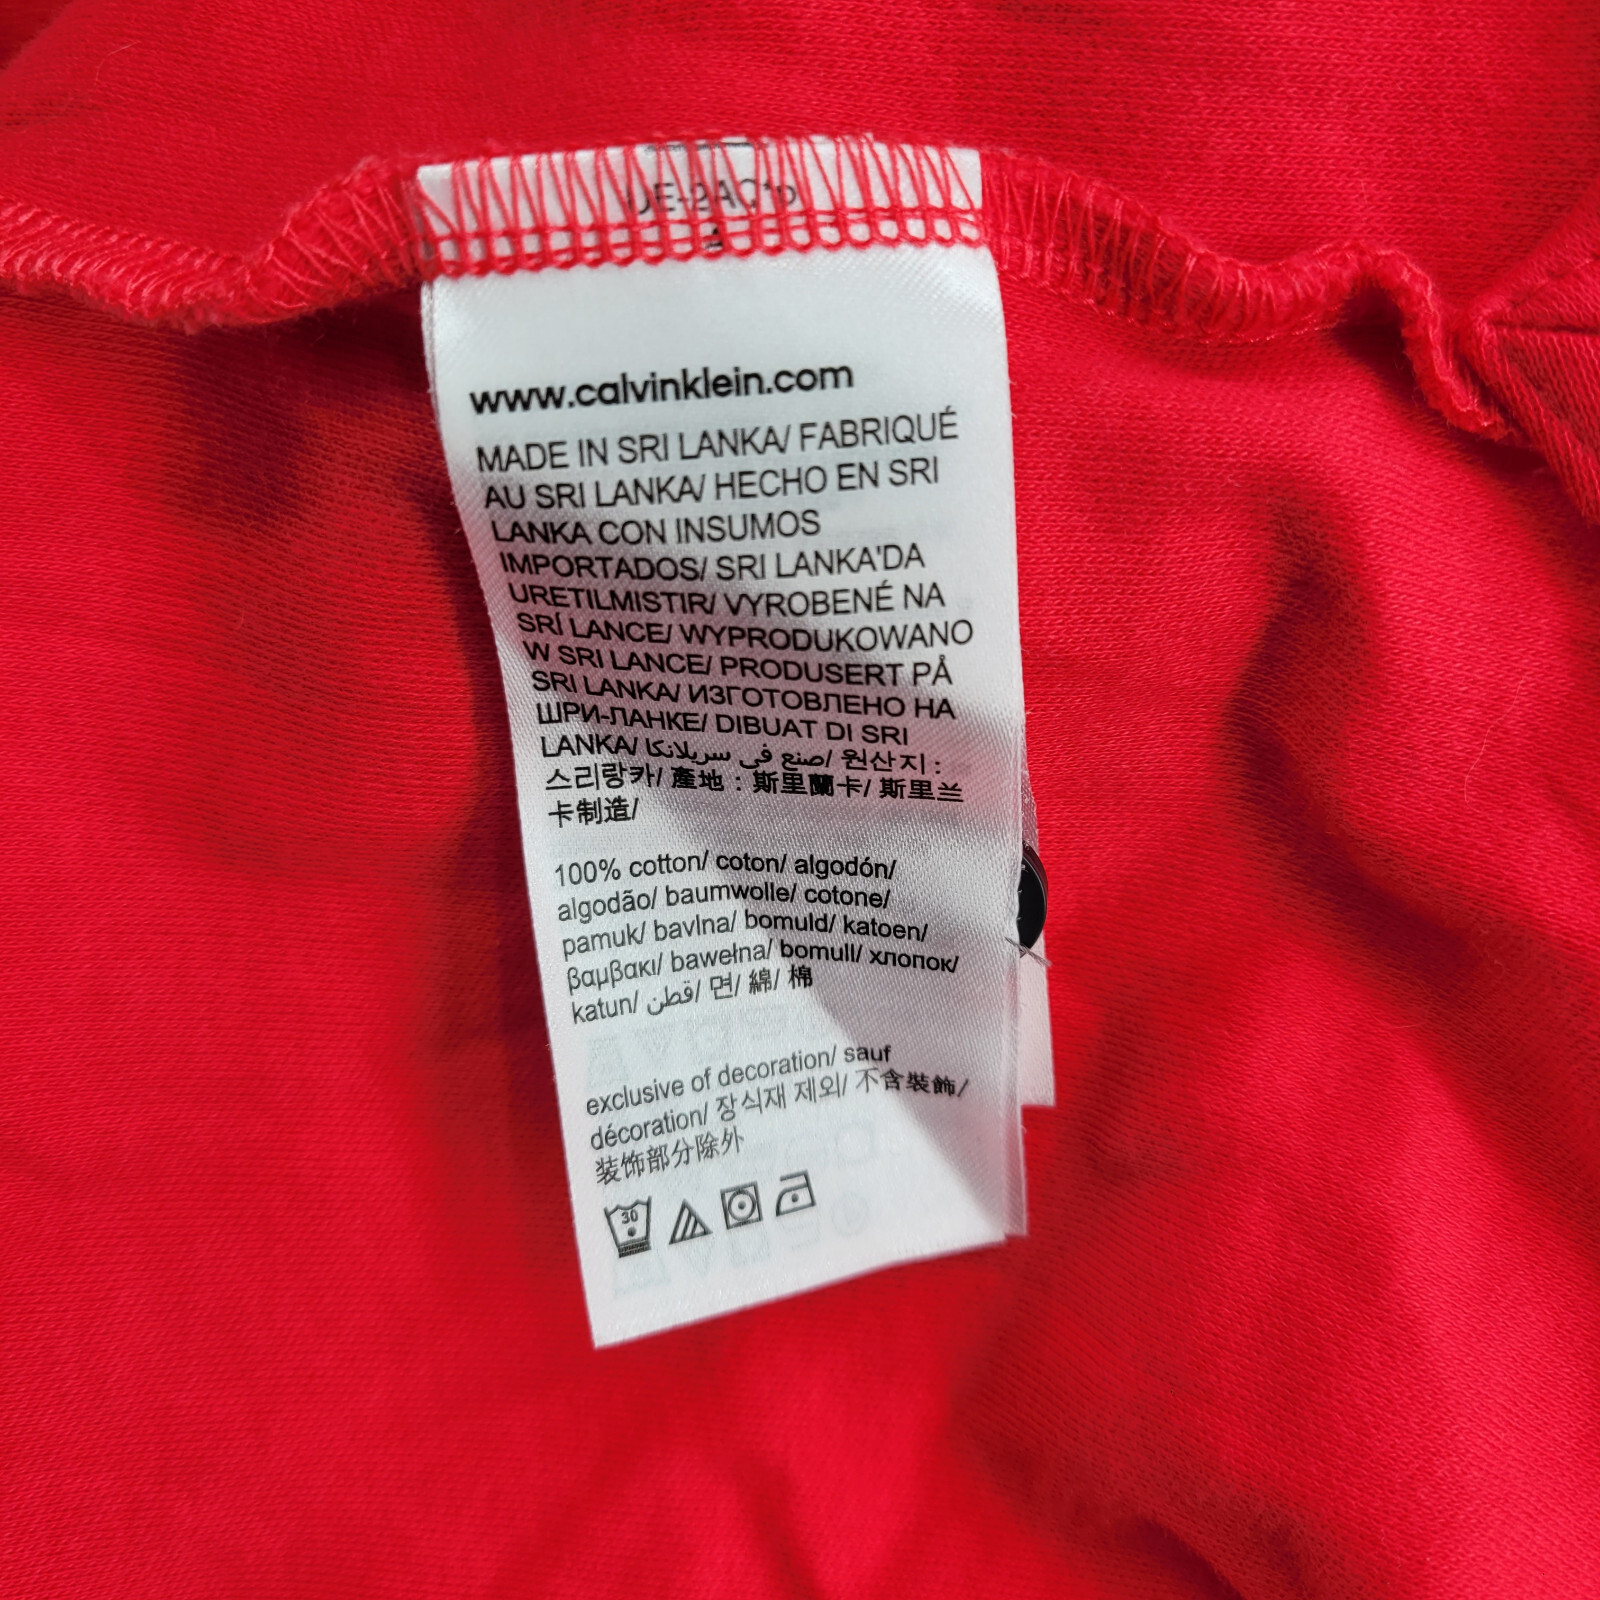 www.calvinklein.com
MADE IN SRI LANKA/ FABRIQUÉ
AU SRI LANKA/ HECHO EN SRI
LANKA CON INSUMOS
IMPORTADOS/ SRI LANKA'DA
URETILMISTIR/ VYROBENÉ NA
SRÍ LANCE/ WYPRODUKOWANO
W SRI LANCE/ PRODUSERT PÅ
SRI LANKA/ ИЗГОТОВЛЕНО НА
ШРИ-ЛАНКЕ/ DIBUAT DI SRI
LANKA/ صنع في سريلانكا/ 원산지 :
스리랑카/ 產地 : 斯里蘭卡/ 斯里兰
卡制造/
100% cotton/ coton/ algodón/
algodão/ baumwolle/ cotone/
pamuk/ bavlna/ bomuld/ katoen/
βαμβακι/ bawełna/ bomull/ хлопок/
katun/ قطن/ 면/ 綿/ 棉
exclusive of decoration/ sauf
décoration/ 장식재 제외/ 不含裝飾/
装饰部分除外
30